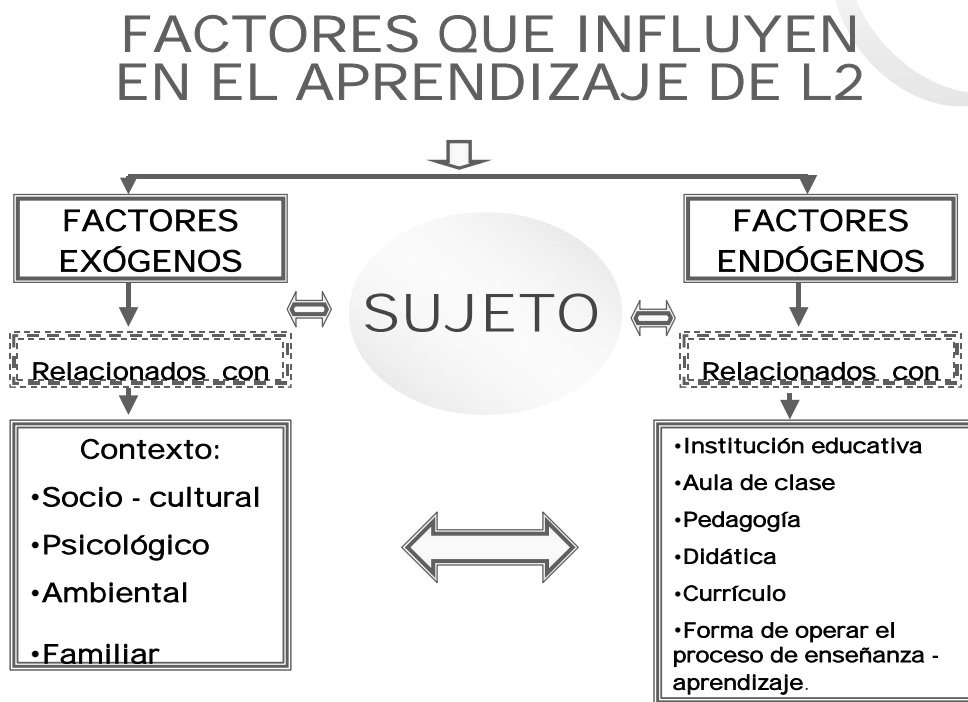 FACTORES QUE INFLUYEN
EN EL APRENDIZAJE DE L2
FACTORES
EXÓGENOS
Relacionados con
Contexto:
•Socio - cultural
•Psicológico
•Ambiental
•Familiar
SUJETO
FACTORES
ENDÓGENOS
Relacionados con
•Institución educativa
•Aula de clase
•Pedagogía
•Didática
•Currículo
•Forma de operar el
proceso de enseñanza -
aprendizaje.